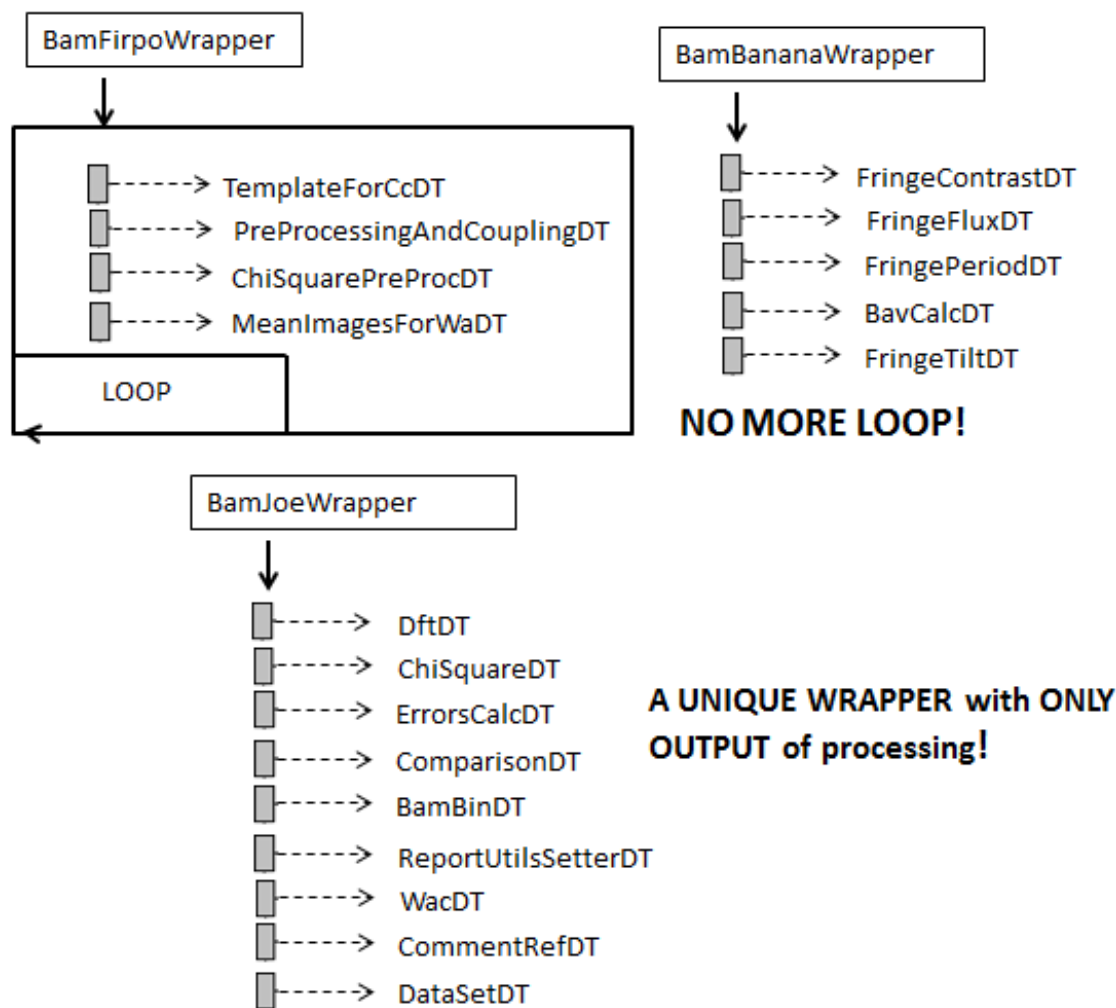 BamFirpoWrapper
TemplateForCcDT
PreProcessingAndCouplingDT
ChiSquarePreProcDT
MeanImagesForWaDT
LOOP
BamBananaWrapper
FringeContrastDT
FringeFluxDT
FringePeriodDT
BavCalcDT
FringeTiltDT
NO MORE LOOP!
BamJoeWrapper
DftDT
ChiSquareDT
ErrorsCalcDT
ComparisonDT
BamBinDT
ReportUtilsSetterDT
WacDT
CommentRefDT
DataSetDT
A UNIQUE WRAPPER with ONLY
OUTPUT of processing!